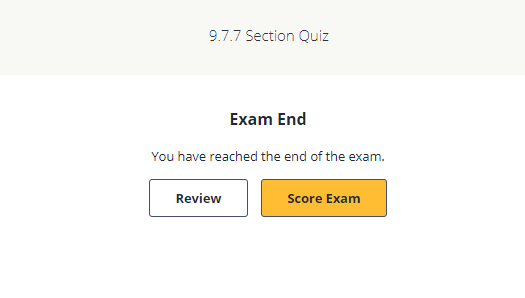 9.7.7 Section Quiz
Exam End
You have reached the end of the exam.
Review
Score Exam